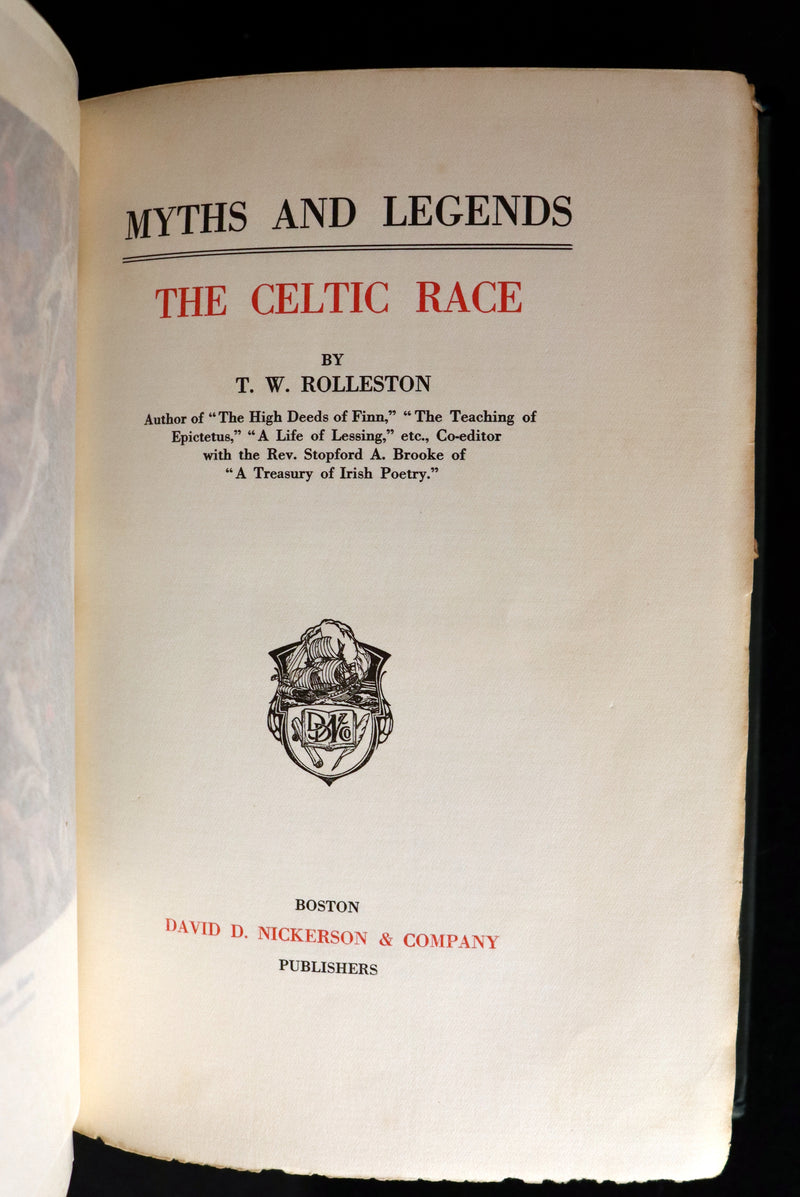 MYTHS AND LEGENDS
THE CELTIC RACE
BY
T. W. ROLLESTON
Author of “The High Deeds of Finn,” “The Teaching of
Epictetus,” “A Life of Lessing,” etc., Co-editor
with the Rev. Stopford A. Brooke of
“A Treasury of Irish Poetry.”
BOSTON
DAVID D. NICKERSON & COMPANY
PUBLISHERS